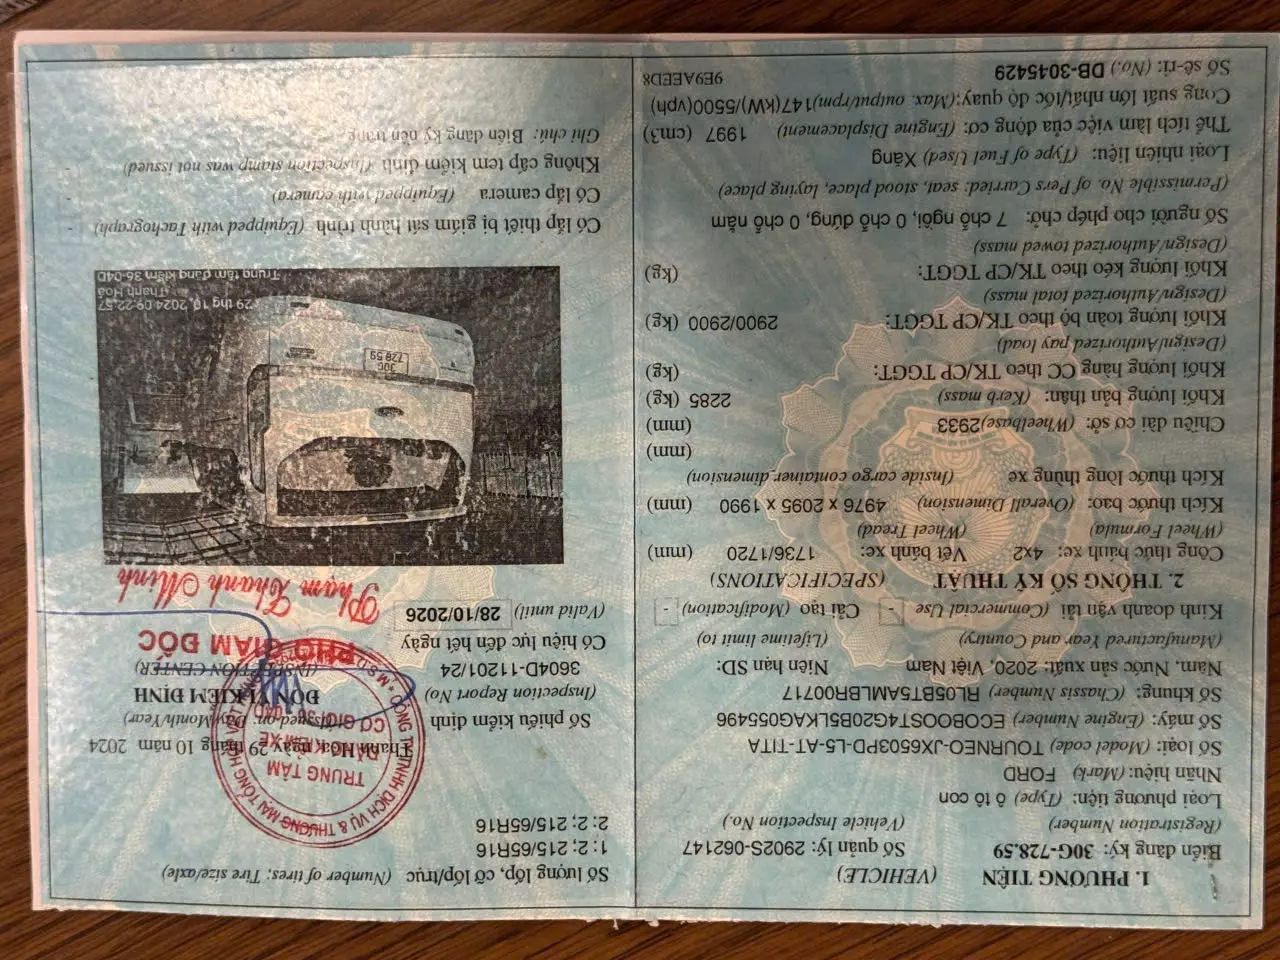 1. PHƯƠNG TIỆN (VEHICLE)
Biển đăng ký: 30G-728.59 Số quản lý: 2902S-062147
(Registration Number) (Vehicle Inspection No.)
Loại phương tiện: (Type) ô tô con
Nhãn hiệu: (Mark) FORD
Số loại: (Model code) TOURNEO-JX6503PD-L5-AT-TITA
Số máy: (Engine Number) ECOBOOST4G20B5LKAG055496
Số khung: (Chassis Number) RL05BT5AMLBR00717
Năm, Nước sản xuất: 2020, Việt Nam Niên hạn SD:
(Manufactured Year and Country) (Lifetime limit to)
Kinh doanh vận tải (Commercial Use) - Cải tạo (Modification) -
2. THÔNG SỐ KỸ THUẬT (SPECIFICATIONS)
Công thức bánh xe: 4x2 Vết bánh xe: 1736/1720 (mm)
(Wheel Formula) (Wheel Tread)
Kích thước bao: (Overall Dimension) 4976 x 2095 x 1990 (mm)
Kích thước lòng thùng xe (Inside cargo container dimension)
(mm)
Chiều dài cơ sở: (Wheelbase) 2933 (mm)
Khối lượng bản thân: (Kerb mass) 2285 (kg)
Khối lượng hàng CC theo TK/CP TGGT: (kg)
(Design/Authorized pay load)
Khối lượng toàn bộ theo TK/CP TGGT: 2900/2900 (kg)
(Design/Authorized total mass)
Khối lượng kéo theo TK/CP TGGT: (kg)
(Design/Authorized towed mass)
Số người cho phép chở: 7 chỗ ngồi, 0 chỗ đứng, 0 chỗ nằm
(Permissible No. of Pers Carried: seat, stood place, laying place)
Loại nhiên liệu: (Type of Fuel Used) Xăng
Thể tích làm việc của động cơ: (Engine Displacement) 1997 (cm3)
Công suất lớn nhất/tốc độ quay:(Max. output/rpm)147(kW)/5500(vph)
Số sê-ri: (No.) DB-3045429 9E9AEED8
Số lượng lốp, cỡ lốp/trục (Number of tires; Tire size/axle)
1: 2; 215/65R16
2: 2; 215/65R16
Thanh Hoá, ngày 29 tháng 10 năm 2024
(Issued on: Day/Month/Year)
Số phiếu kiểm định ĐƠN VỊ KIỂM ĐỊNH
(Inspection Report No) (INSPECTION CENTER)
3604D-11201/24
PHÓ GIÁM ĐỐC
Có hiệu lực đến hết ngày
(Valid until) 28/10/2026
Phạm Thanh Minh
TRUNG TÂM
ĐĂNG KIỂM XE
CƠ GIỚI 36-04D
30G
728.59
29 thg 10, 2024 09:22:57
Thanh Hoá
Trung tâm đăng kiểm 36-04D
Có lắp thiết bị giám sát hành trình (Equipped with Tachograph) -
Có lắp camera (Equipped with camera) -
Không cấp tem kiểm định (Inspection stamp was not issued) -
Ghi chú: Biển đăng ký nền trắng